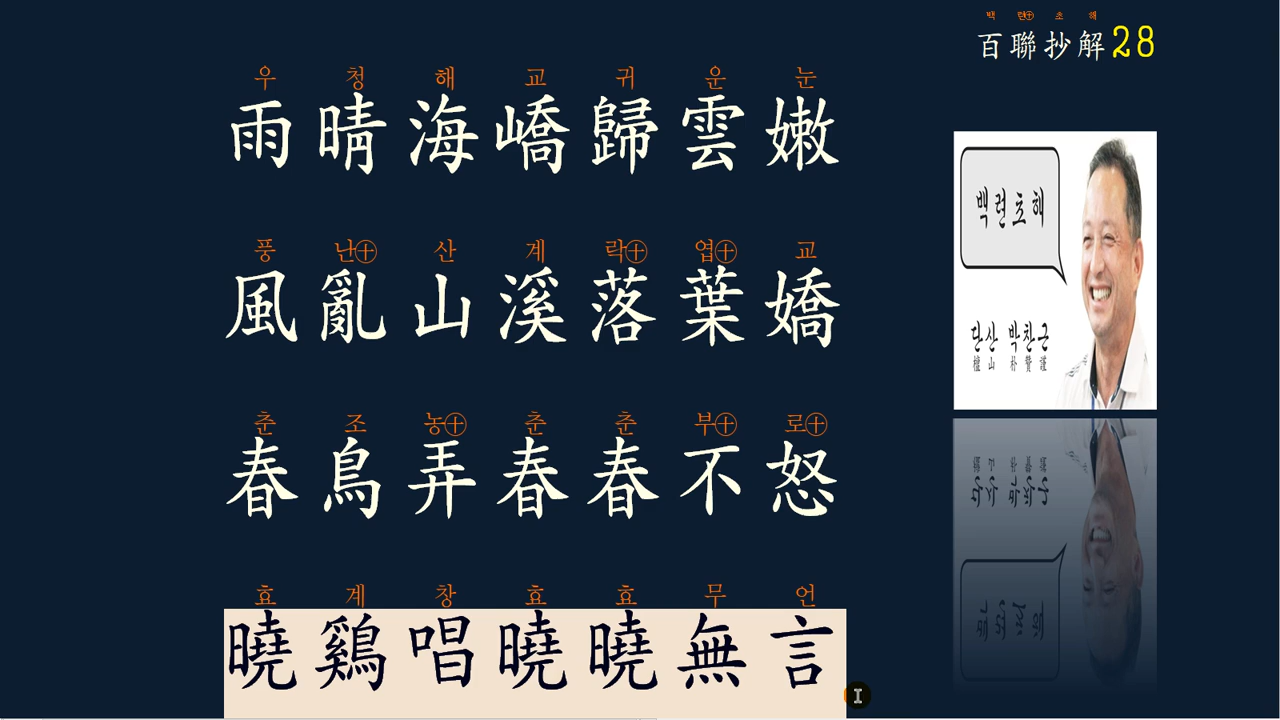 백 련⊕ 초 해
百聯抄解28
우 청 해 교 귀 운 눈
雨晴海嶠歸雲嫩
풍 난⊕ 산 계 락⊕ 엽⊕ 교
風亂山溪落葉嬌
춘 조 농⊕ 춘 춘 부⊕ 로⊕
春鳥弄春春不怒
효 계 창 효 효 무 언
曉鷄唱曉曉無言
백련초해
단산 박찬근
檀山 朴贊謹